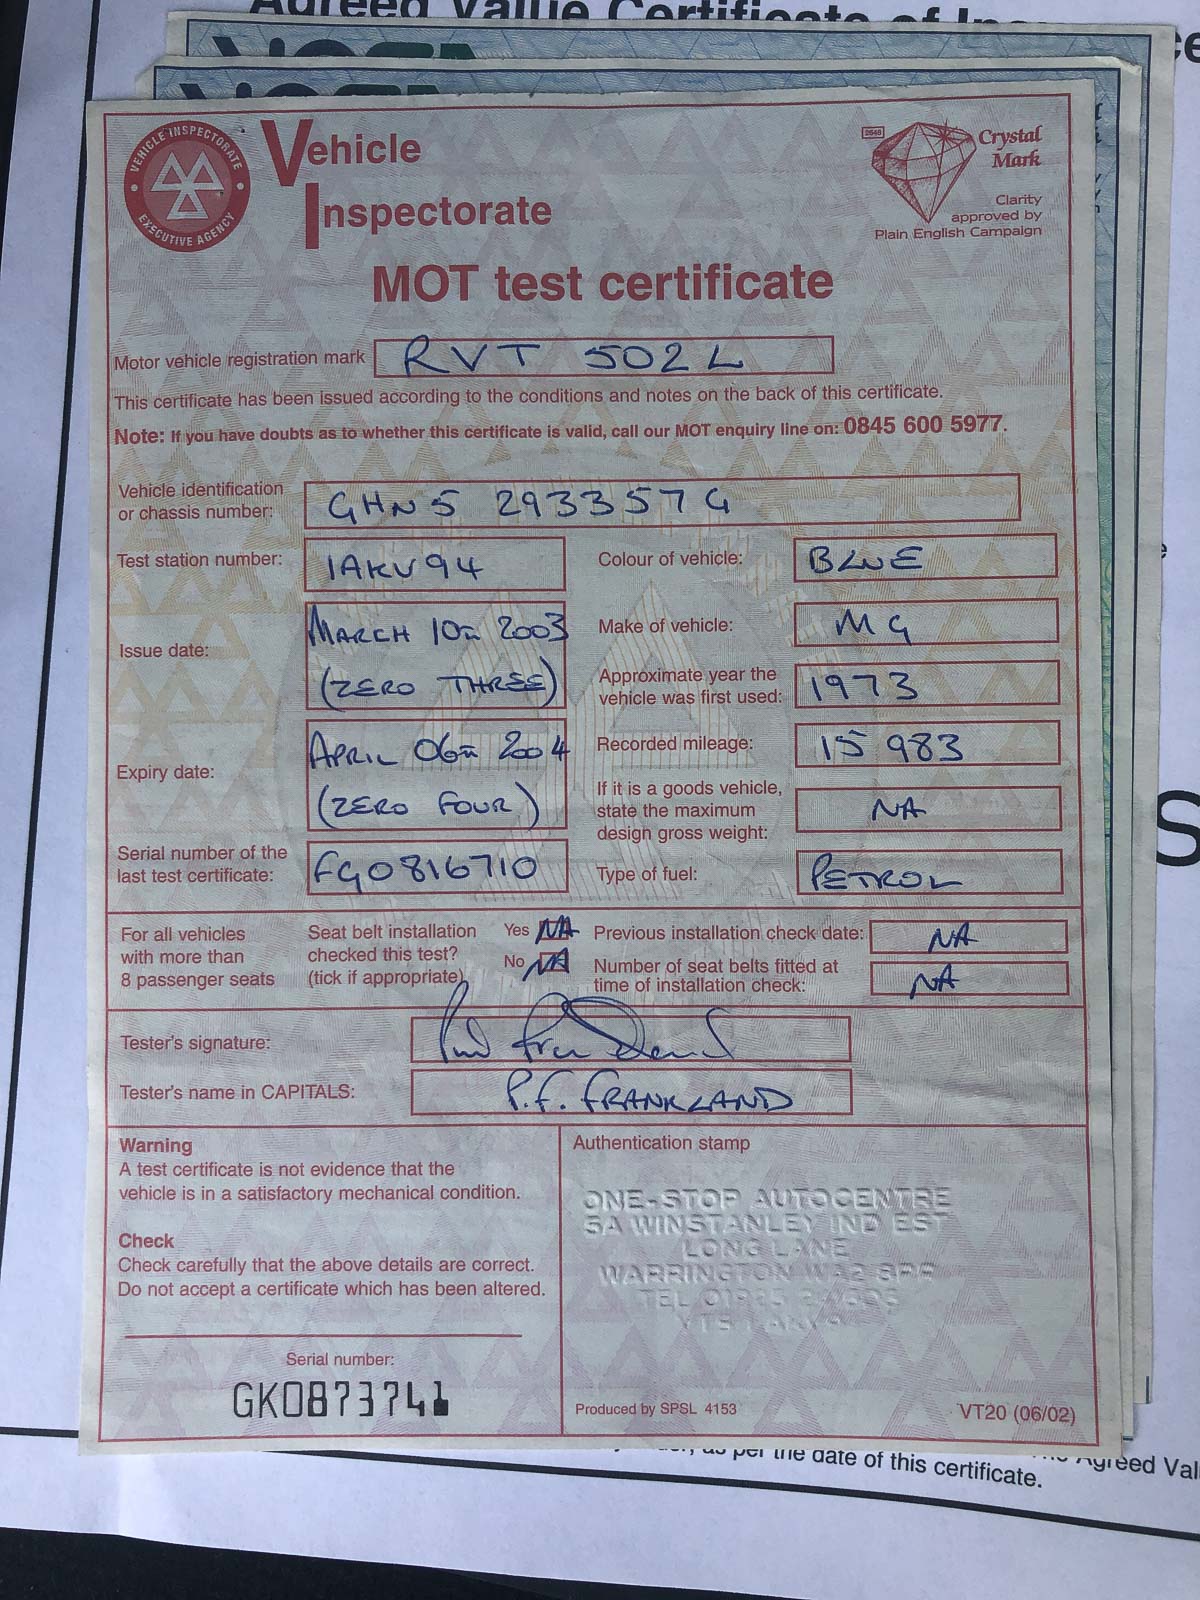 Agreed Value Certificate of
VEHICLE INSPECTORATE
EXECUTIVE AGENCY
Vehicle
Inspectorate
2648
Crystal
Mark
Clarity
approved by
Plain English Campaign
MOT test certificate
Motor vehicle registration mark RVT 502L
This certificate has been issued according to the conditions and notes on the back of this certificate.
Note: If you have doubts as to whether this certificate is valid, call our MOT enquiry line on: 0845 600 5977.
Vehicle identification
or chassis number:
GHN5 293357G
Test station number: 1AKV94
Colour of vehicle: BLUE
Issue date:
MARCH 10TH 2003
(ZERO THREE)
Make of vehicle: MG
Approximate year the
vehicle was first used:
1973
Expiry date:
APRIL 06TH 2004
(ZERO FOUR)
Recorded mileage: 15 983
If it is a goods vehicle,
state the maximum
design gross weight:
NA
Serial number of the
last test certificate:
FG0816710
Type of fuel: PETROL
For all vehicles
with more than
8 passenger seats
Seat belt installation
checked this test?
(tick if appropriate)
Yes NA
No NA
Previous installation check date: NA
Number of seat belts fitted at
time of installation check:
NA
Tester's signature:
Tester's name in CAPITALS: P.F. FRANKLAND
Warning
A test certificate is not evidence that the
vehicle is in a satisfactory mechanical condition.
Check
Check carefully that the above details are correct.
Do not accept a certificate which has been altered.
Serial number:
GK0873741
Authentication stamp
ONE-STOP AUTOCENTRE
5A WINSTANLEY IND EST
LONG LANE
WARRINGTON WA2 8PR
TEL 01925
Produced by SPSL 4153
VT20 (06/02)
as per the date of this certificate.
Agreed